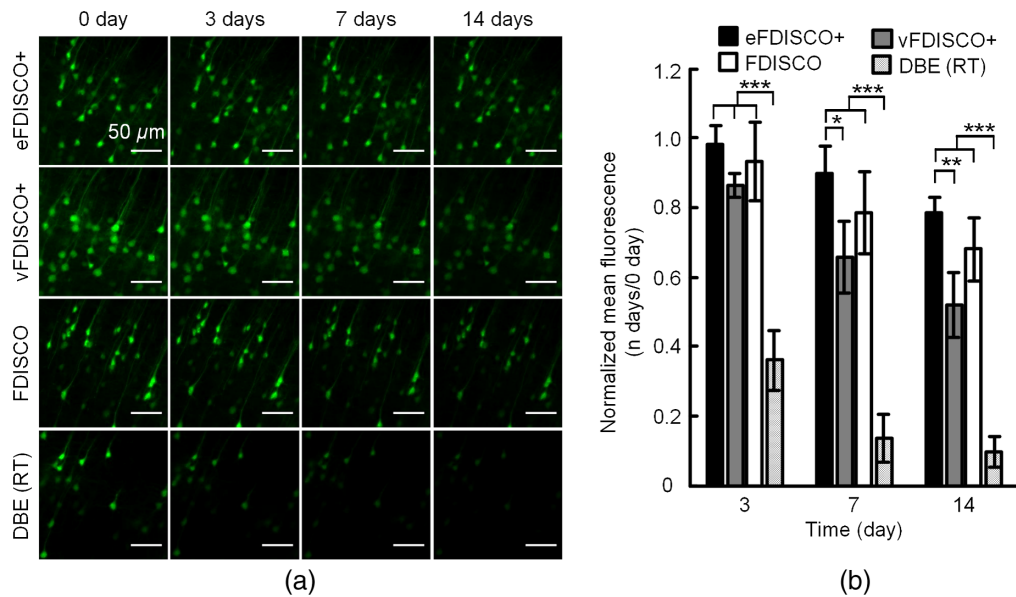 0 day 3 days 7 days 14 days
eFDISCO+
50 µm
vFDISCO+
FDISCO
DBE (RT)
(a)
eFDISCO+ vFDISCO+
FDISCO DBE (RT)
Normalized mean fluorescence
(n days/0 day)
1.2
1.0
0.8
0.6
0.4
0.2
0
***
***
*
***
**
3 7 14
Time (day)
(b)